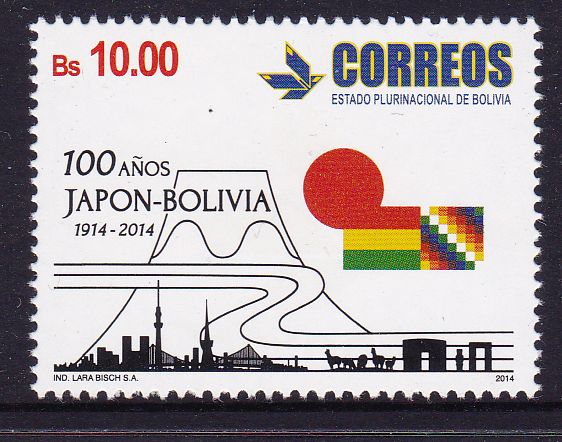 Bs 10.00
CORREOS
ESTADO PLURINACIONAL DE BOLIVIA
100 AÑOS
JAPON-BOLIVIA
1914 - 2014
IND. LARA BISCH S.A.
2014